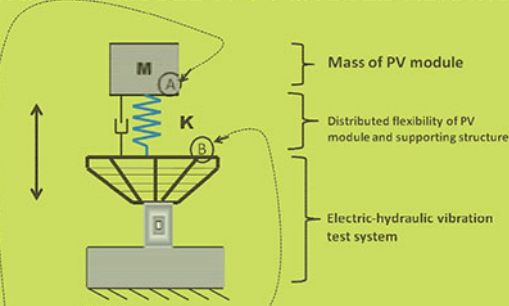 M
A
Mass of PV module
K
Distributed flexibility of PV
module and supporting structure
B
Electric-hydraulic vibration
test system